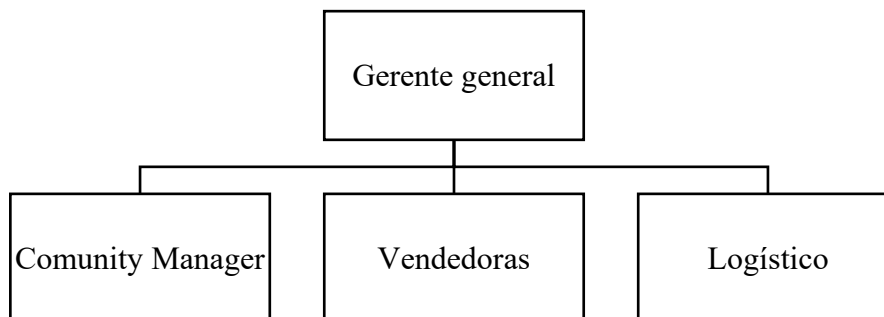 Gerente general
Comunity Manager
Vendedoras
Logístico